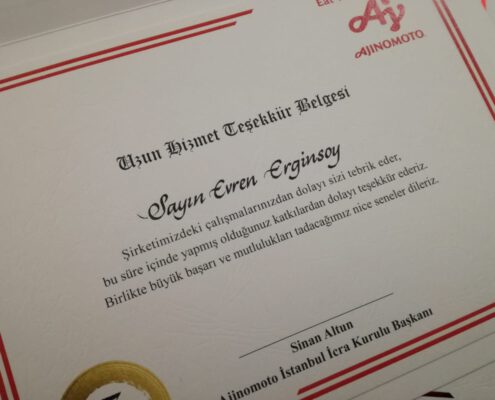 Eat
AJINOMOTO
Uzun Hizmet Teşekkür Belgesi
Sayın Evren Erginsoy
Şirketimizdeki çalışmalarınızdan dolayı sizi tebrik eder,
bu süre içinde yapmış olduğunuz katkılardan dolayı teşekkür ederiz.
Birlikte büyük başarı ve mutlulukları tadacağımız nice seneler dileriz.
Sinan Altun
Ajinomoto İstanbul İcra Kurulu Başkanı